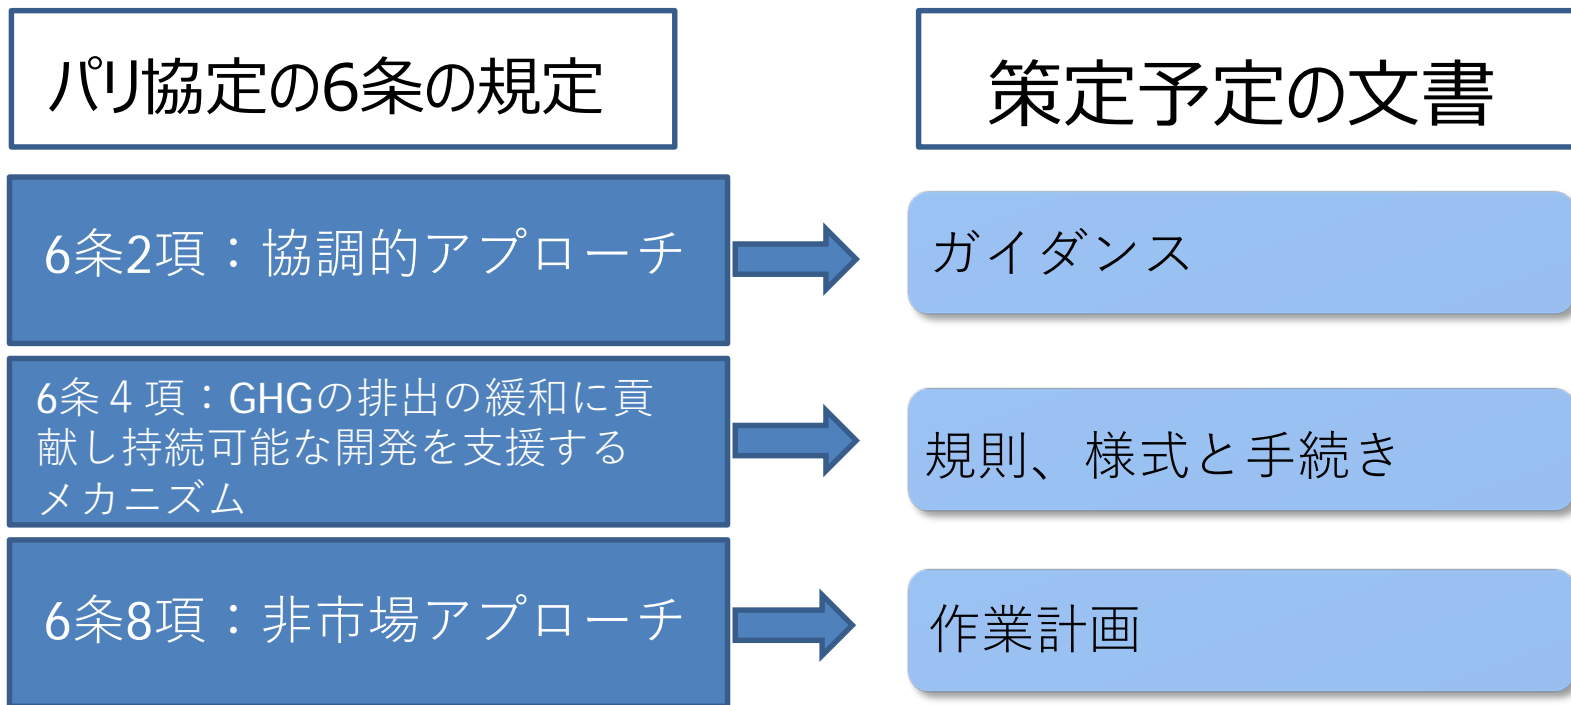 パリ協定の6条の規定
策定予定の文書
6条2項：協調的アプローチ
ガイダンス
6条４項：GHGの排出の緩和に貢
献し持続可能な開発を支援する
メカニズム
規則、様式と手続き
6条8項：非市場アプローチ
作業計画